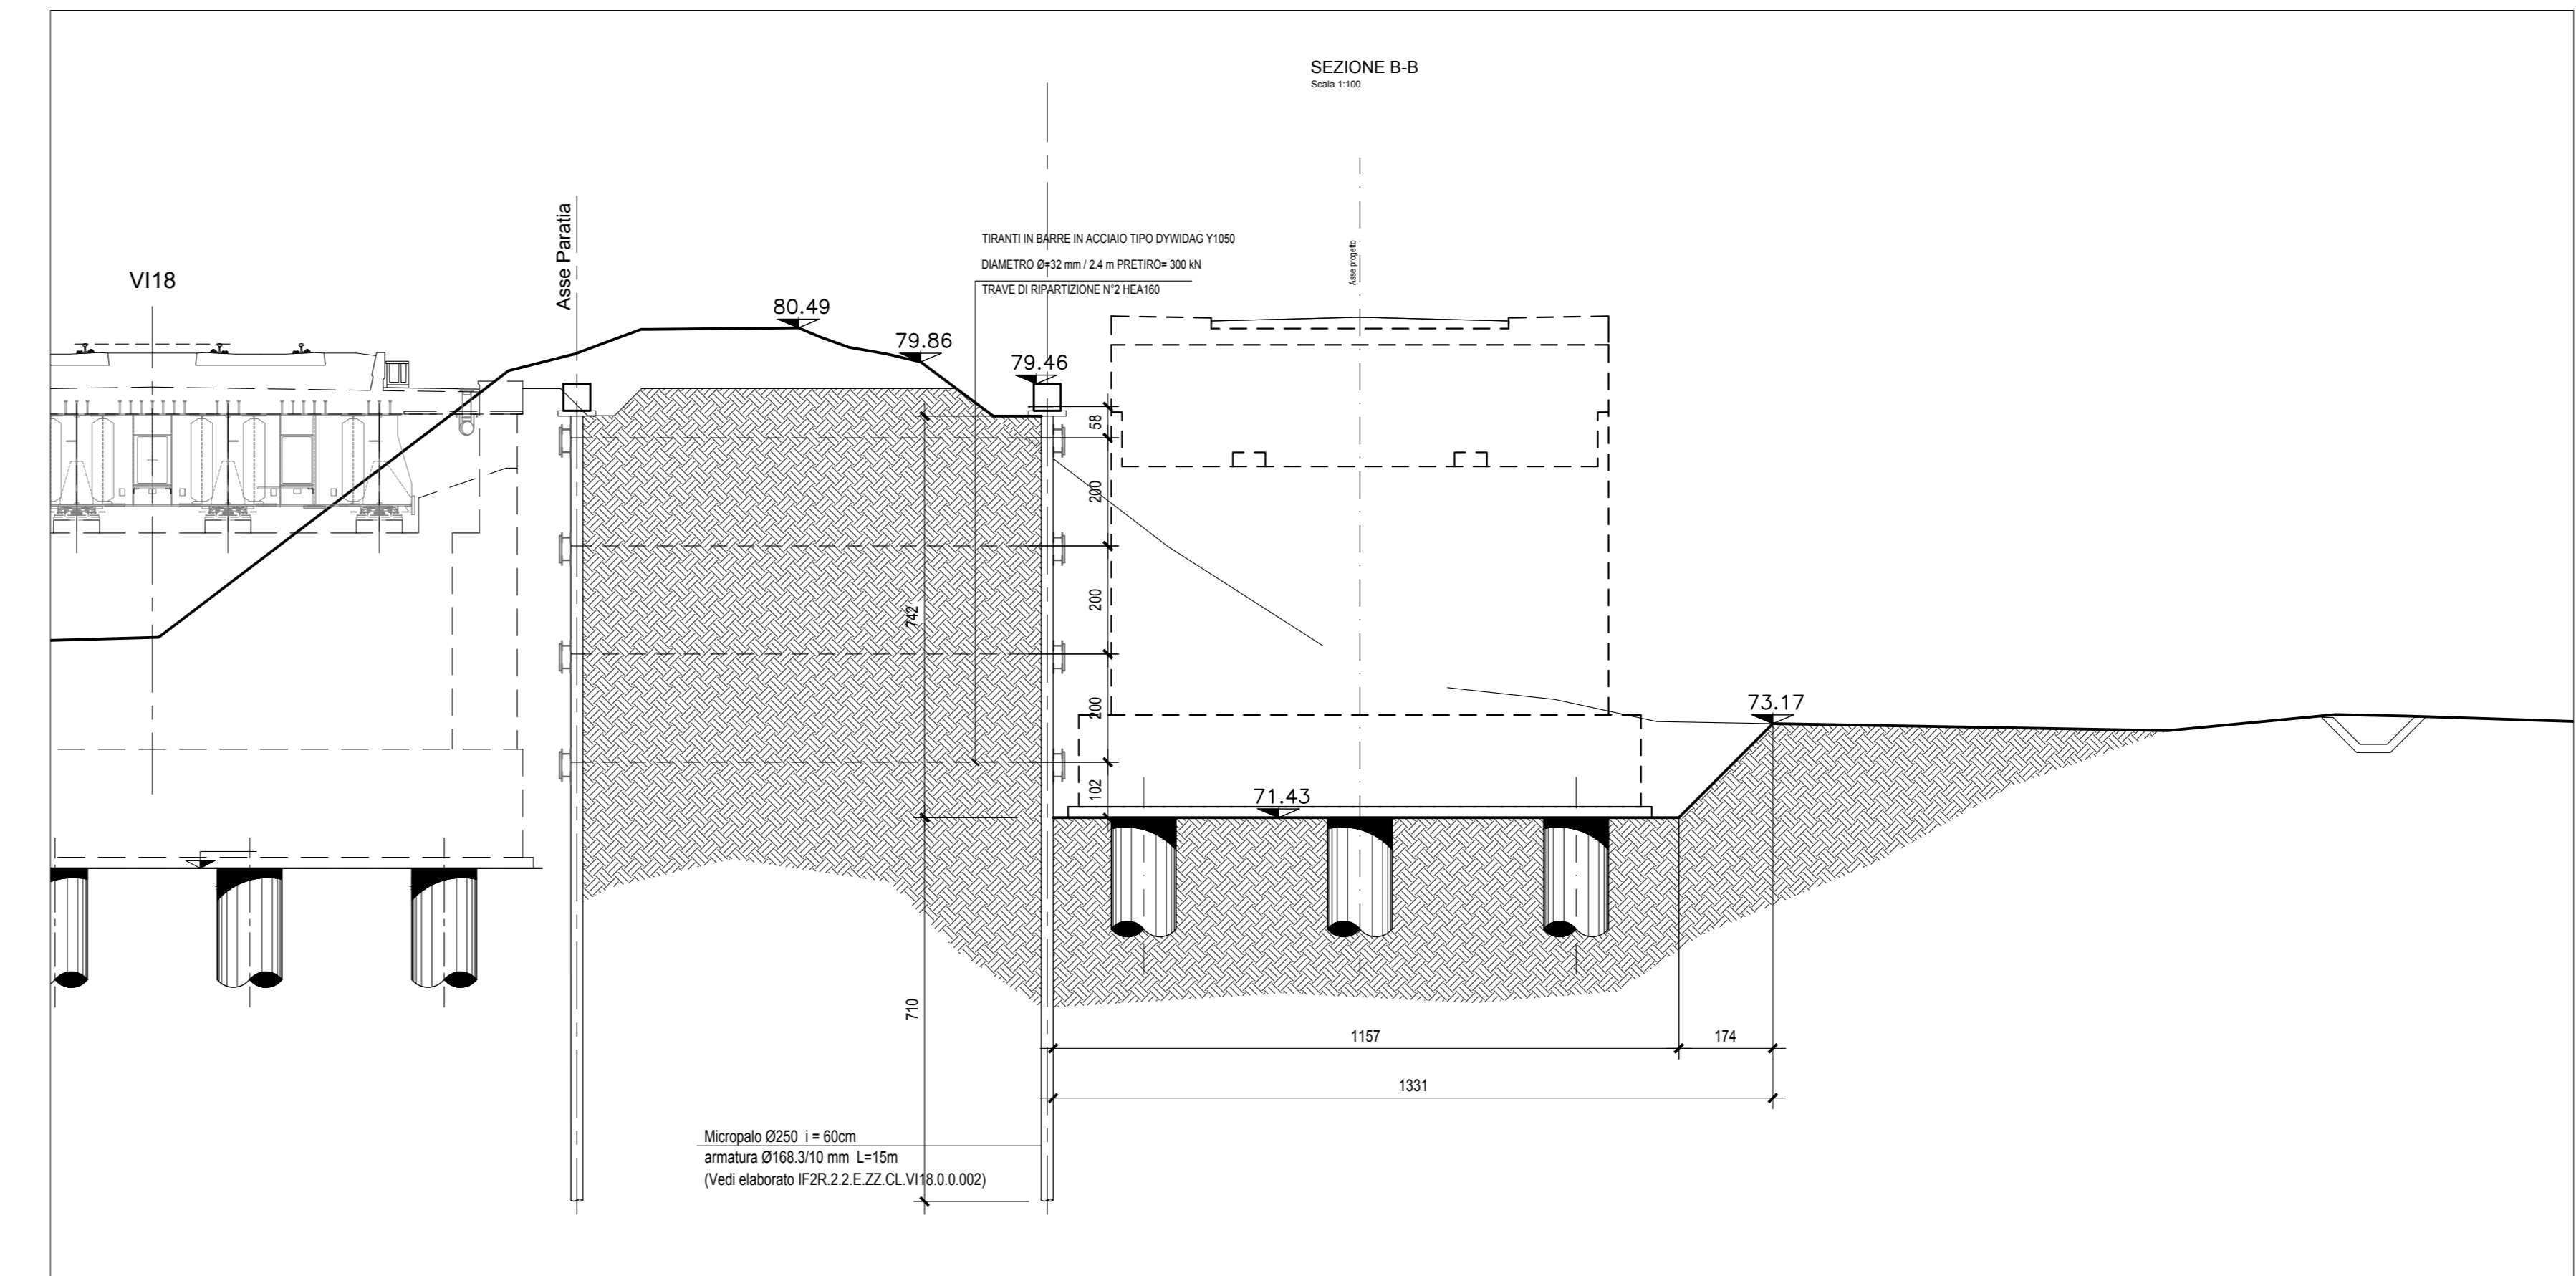 SEZIONE B-B
Scala 1:100
Asse Paratia
TIRANTI IN BARRE IN ACCIAIO TIPO DYWIDAG Y1050
DIAMETRO Ø=32 mm / 2.4 m PRETIRO= 300 kN
TRAVE DI RIPARTIZIONE N°2 HEA160
Asse progetto
VI18
80.49
79.86
79.46
58
200
200
742
200
73.17
102
71.43
710
1157
174
1331
Micropalo Ø250 i = 60cm
armatura Ø168.3/10 mm L=15m
(Vedi elaborato IF2R.2.2.E.ZZ.CL.VI18.0.0.002)